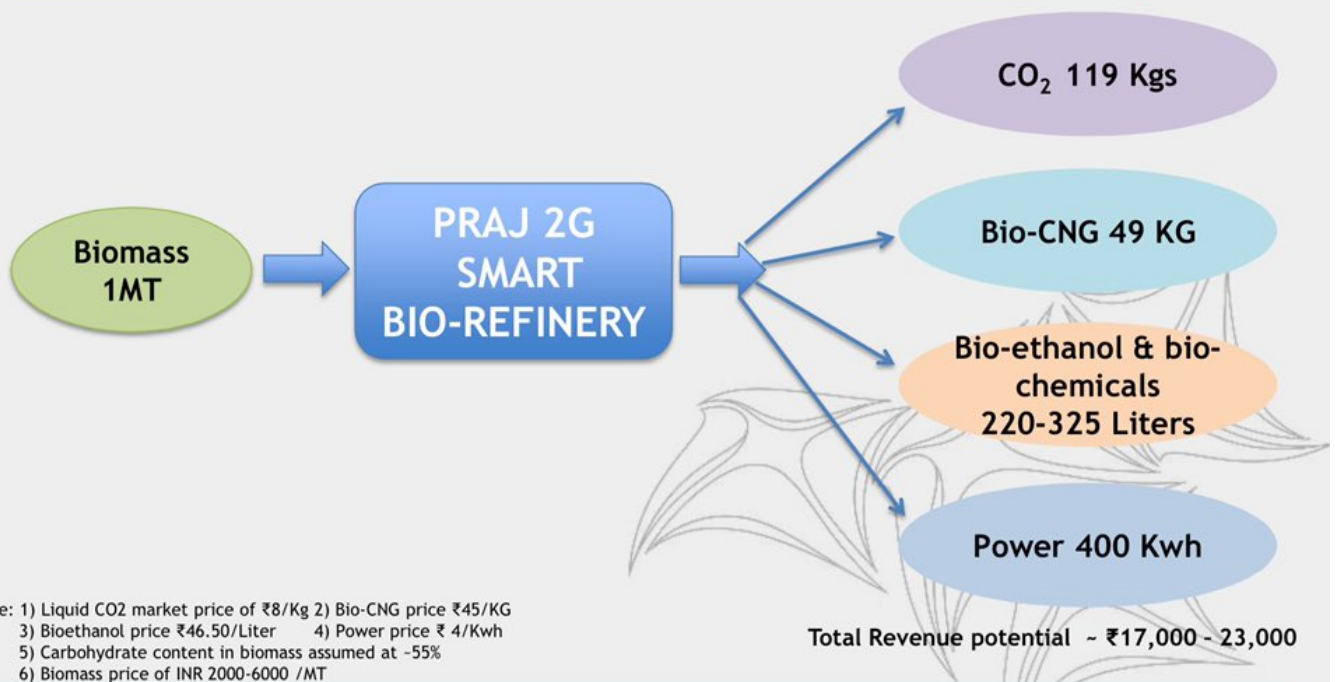 Biomass
1MT
PRAJ 2G
SMART
BIO-REFINERY
CO₂ 119 Kgs
Bio-CNG 49 KG
Bio-ethanol & bio-
chemicals
220-325 Liters
Power 400 Kwh
e: 1) Liquid CO2 market price of ₹8/Kg 2) Bio-CNG price ₹45/KG
3) Bioethanol price ₹46.50/Liter 4) Power price ₹ 4/Kwh
5) Carbohydrate content in biomass assumed at ~55%
6) Biomass price of INR 2000-6000 /MT
Total Revenue potential ~ ₹17,000 - 23,000